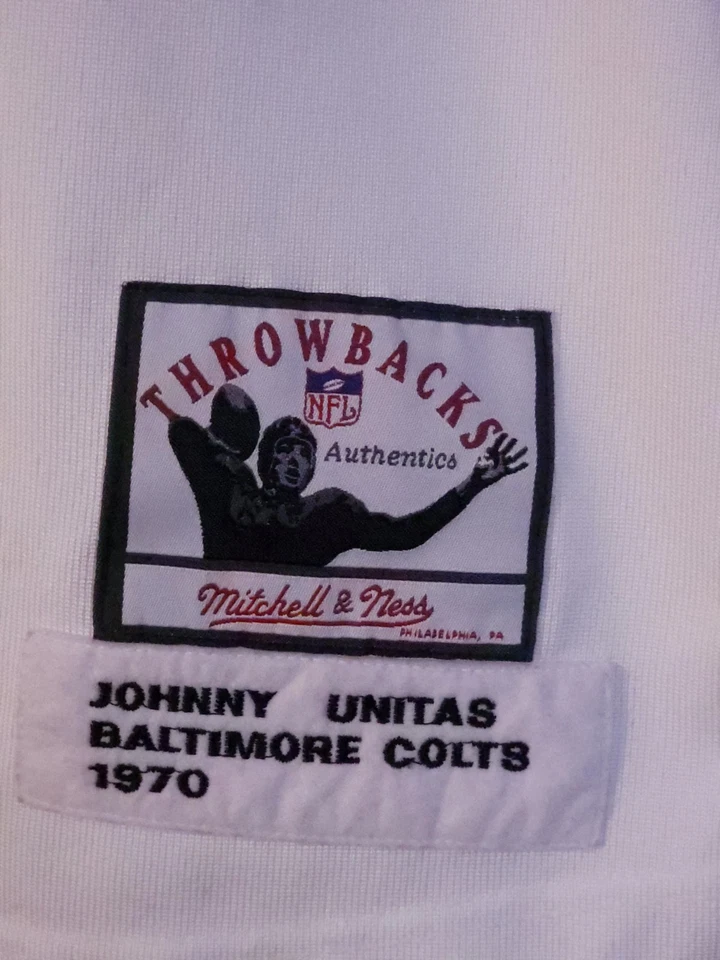 THROWBACKS
NFL
Authentics
Mitchell & Ness
PHILADELPHIA, PA
JOHNNY UNITAS
BALTIMORE COLTS
1970